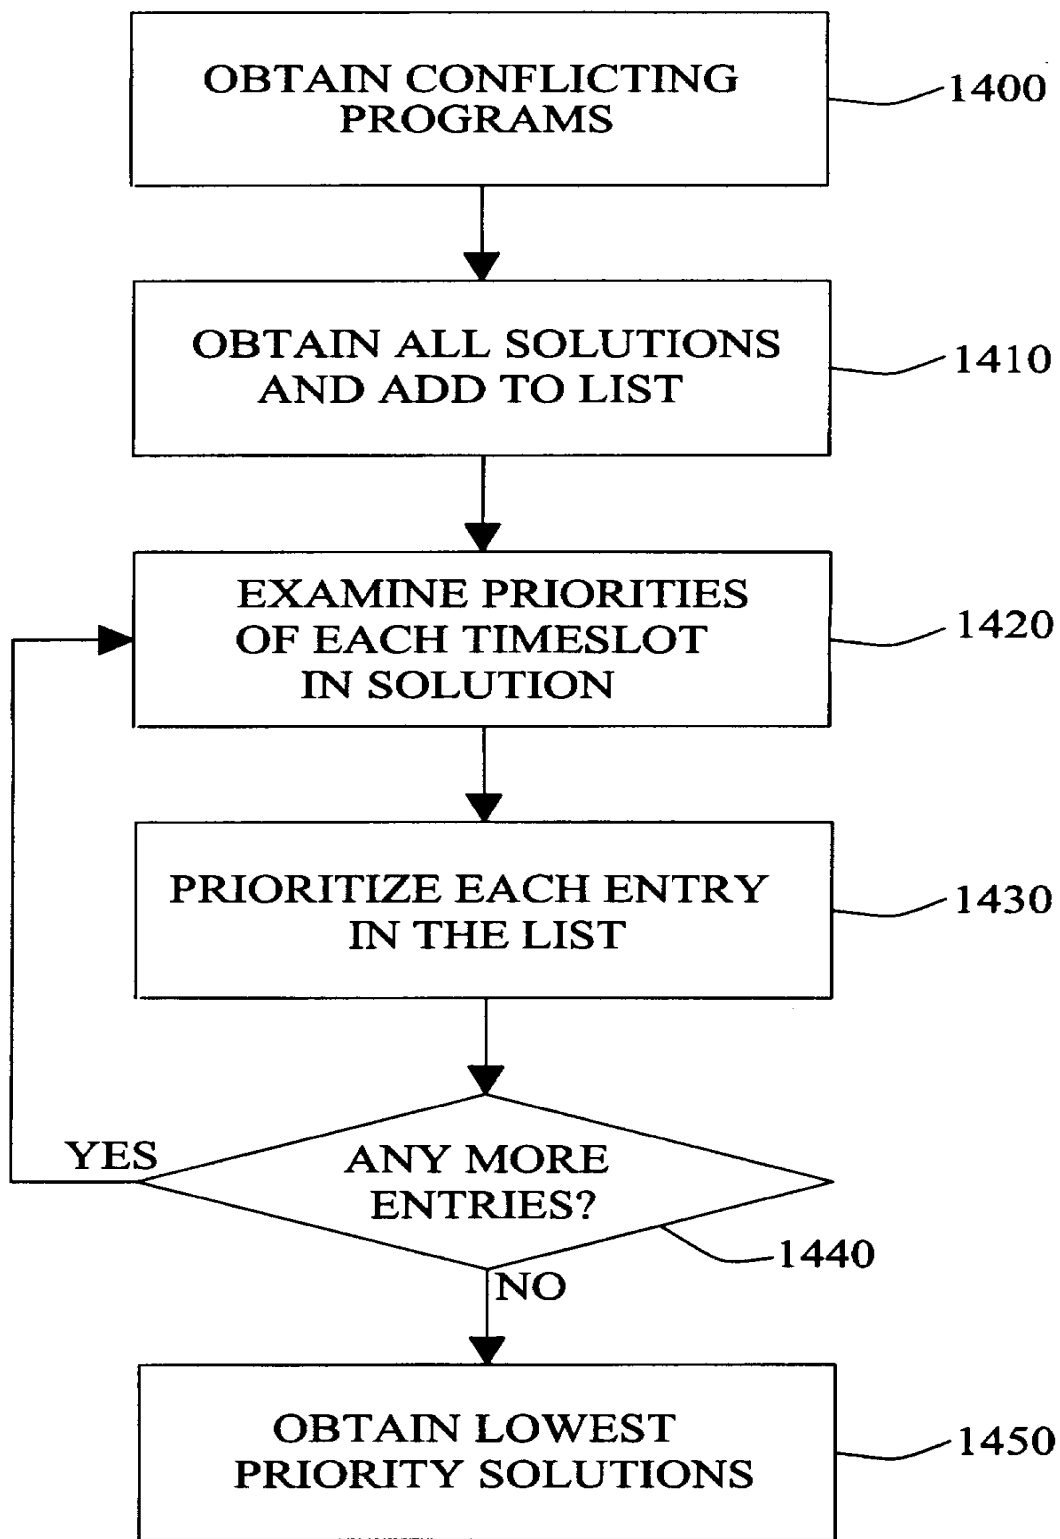 OBTAIN CONFLICTING
PROGRAMS
1400
OBTAIN ALL SOLUTIONS
AND ADD TO LIST
1410
EXAMINE PRIORITIES
OF EACH TIMESLOT
IN SOLUTION
1420
PRIORITIZE EACH ENTRY
IN THE LIST
1430
YES
ANY MORE
ENTRIES?
1440
NO
OBTAIN LOWEST
PRIORITY SOLUTIONS
1450